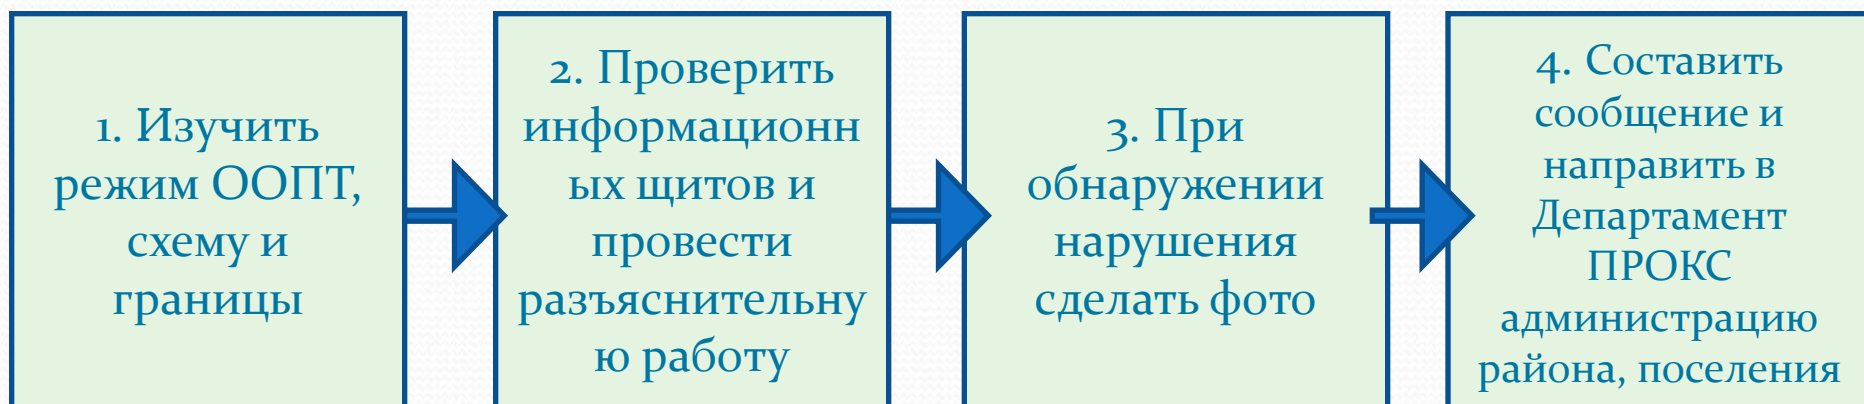 1. Изучить
режим ООПТ,
схему и
границы
2. Проверить
информационн
ых щитов и
провести
разъяснительну
ю работу
3. При
обнаружении
нарушения
сделать фото
4. Составить
сообщение и
направить в
Департамент
ПРОКС
администрацию
района, поселения